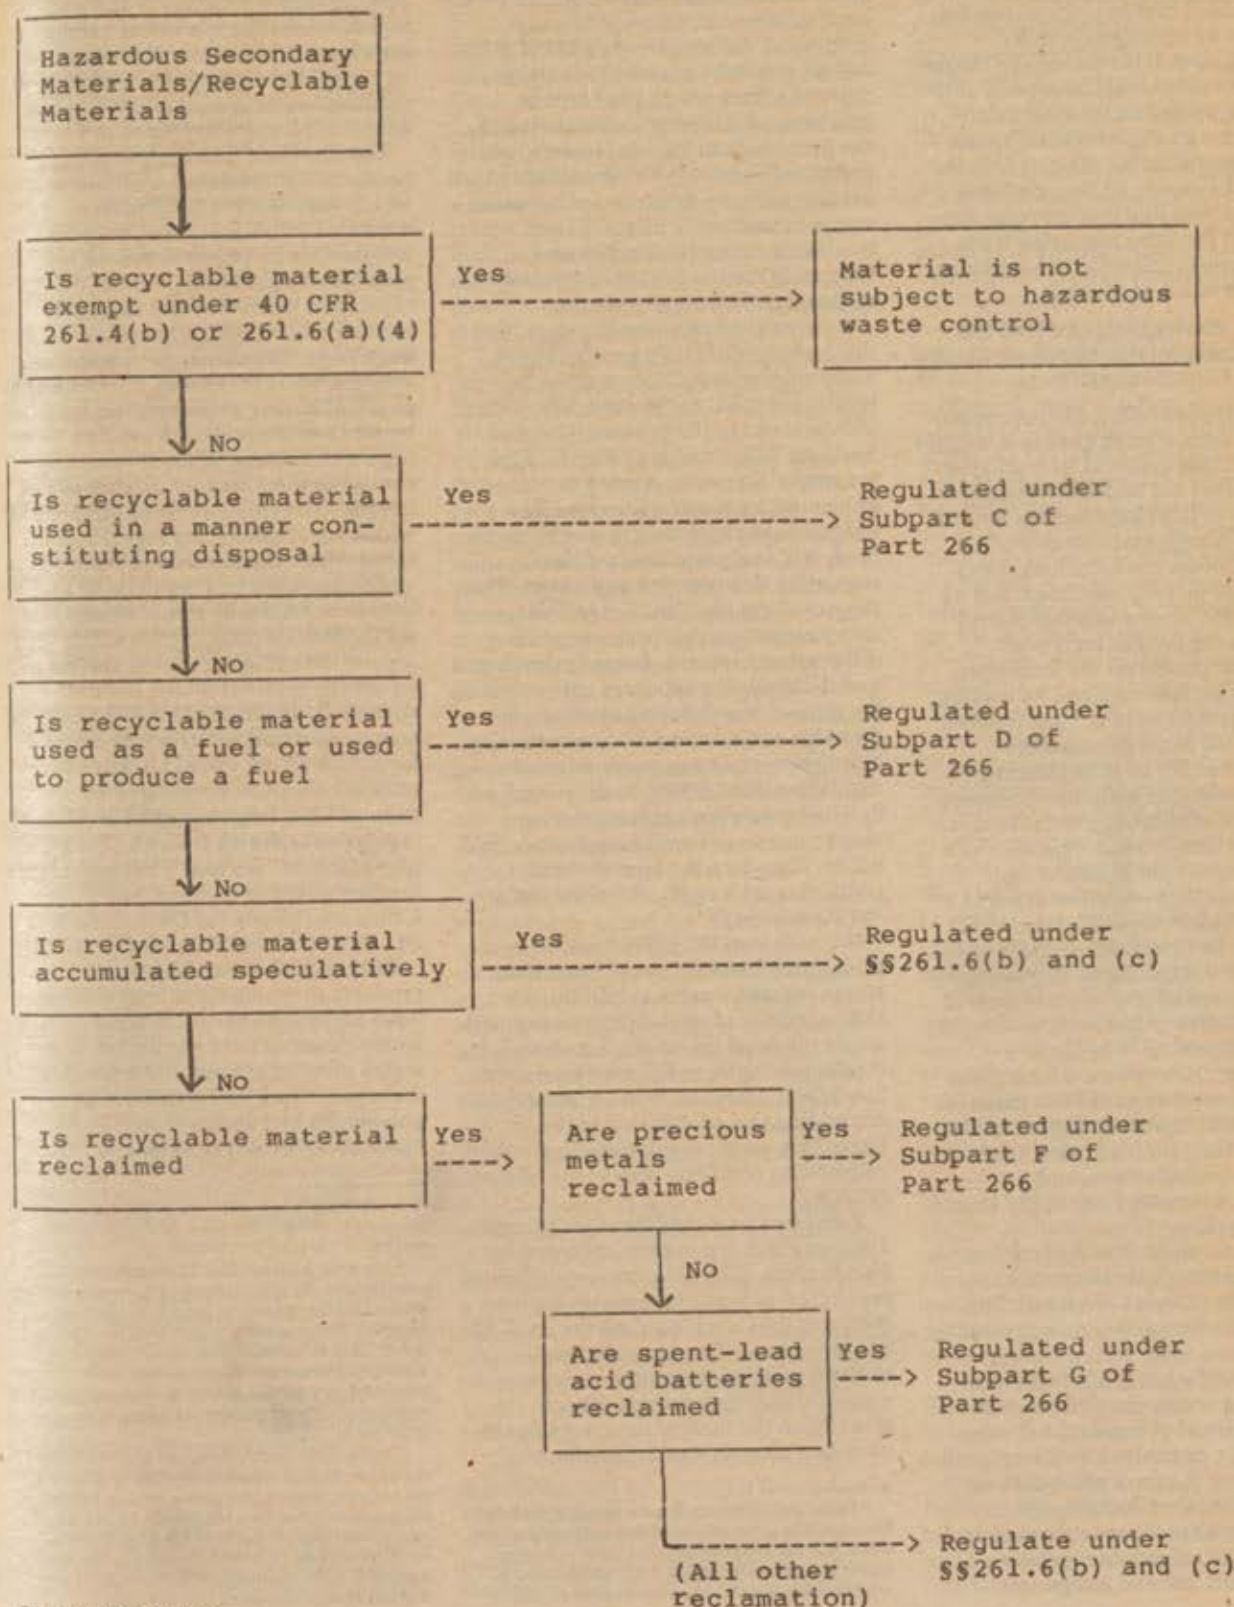 Hazardous Secondary
Materials/Recyclable
Materials
Is recyclable material
exempt under 40 CFR
261.4(b) or 261.6(a)(4)
Yes
Material is not
subject to hazardous
waste control
No
Is recyclable material
used in a manner con-
stituting disposal
Yes
Regulated under
Subpart C of
Part 266
No
Is recyclable material
used as a fuel or used
to produce a fuel
Yes
Regulated under
Subpart D of
Part 266
No
Is recyclable material
accumulated speculatively
Yes
Regulated under
§§261.6(b) and (c)
No
Is recyclable material
reclaimed
Yes
Are precious
metals
reclaimed
Yes
Regulated under
Subpart F of
Part 266
No
Are spent-lead
acid batteries
reclaimed
Yes
Regulated under
Subpart G of
Part 266
(All other
reclamation)
Regulate under
§§261.6(b) and (c)